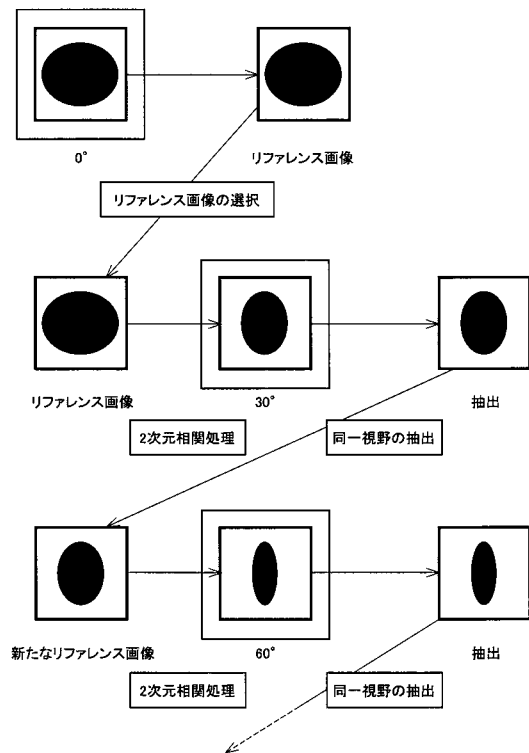 0°
リファレンス画像
リファレンス画像の選択
リファレンス画像
30°
抽出
2次元相関処理
同一視野の抽出
新たなリファレンス画像
60°
抽出
2次元相関処理
同一視野の抽出